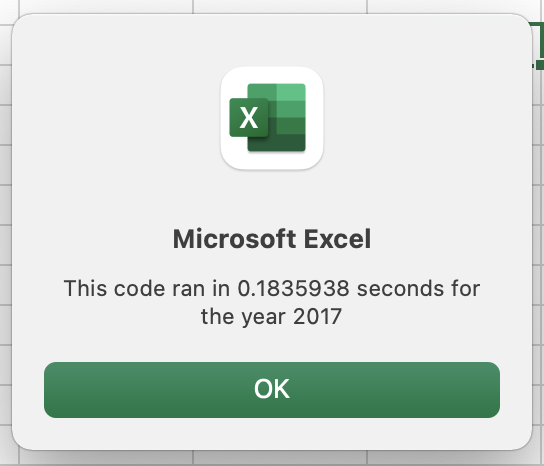 X
Microsoft Excel
This code ran in 0.1835938 seconds for
the year 2017
OK